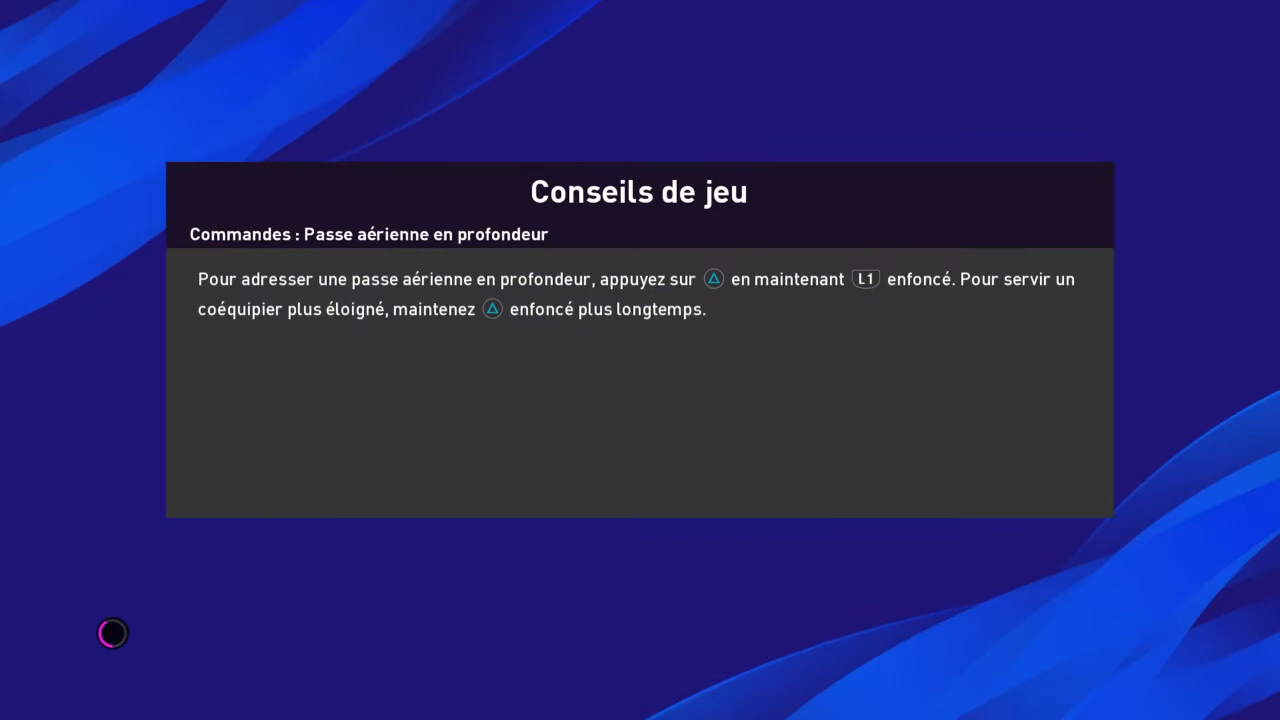 Conseils de jeu
Commandes : Passe aérienne en profondeur
Pour adresser une passe aérienne en profondeur, appuyez sur △ en maintenant L1 enfoncé. Pour servir un
coéquipier plus éloigné, maintenez △ enfoncé plus longtemps.